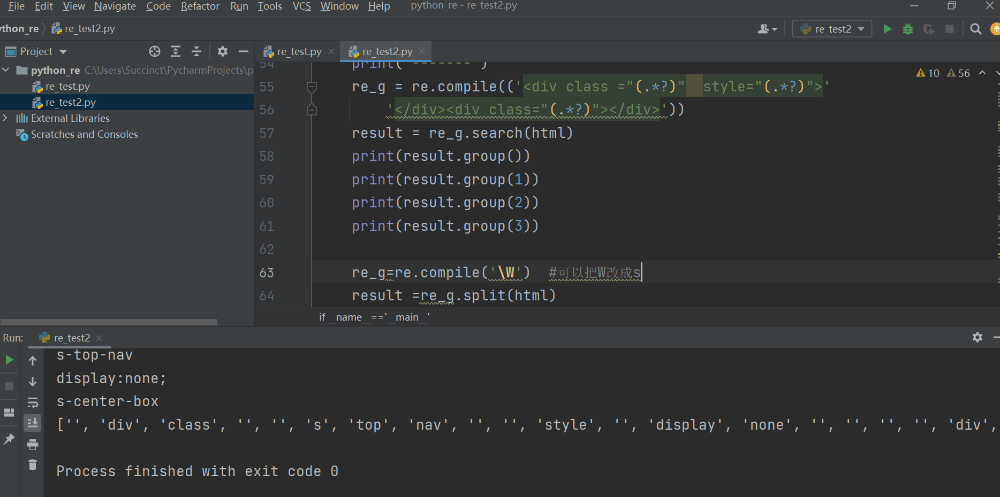 File Edit View Navigate Code Refactor Run Tools VCS Window Help python_re - re_test2.py
ython_re re_test2.py re_test2
Project re_test.py re_test2.py
python_re C:\Users\Succinct\PycharmProjects\p
re_test.py
re_test2.py
External Libraries
Scratches and Consoles
10 56
54 print('-------')
55 re_g = re.compile(('<div class ="(.*?)"  style="(.*?)">'
56 '</div><div class="(.*?)"></div>'))
57 result = re_g.search(html)
58 print(result.group())
59 print(result.group(1))
60 print(result.group(2))
61 print(result.group(3))
62
63 re_g=re.compile('\W')  #可以把W改成s
64 result =re_g.split(html)
if __name__=='__main__'
Run: re_test2
s-top-nav
display:none;
s-center-box
['', 'div', 'class', '', '', 's', 'top', 'nav', '', '', 'style', '', 'display', 'none', '', '', '', '', 'div',
Process finished with exit code 0